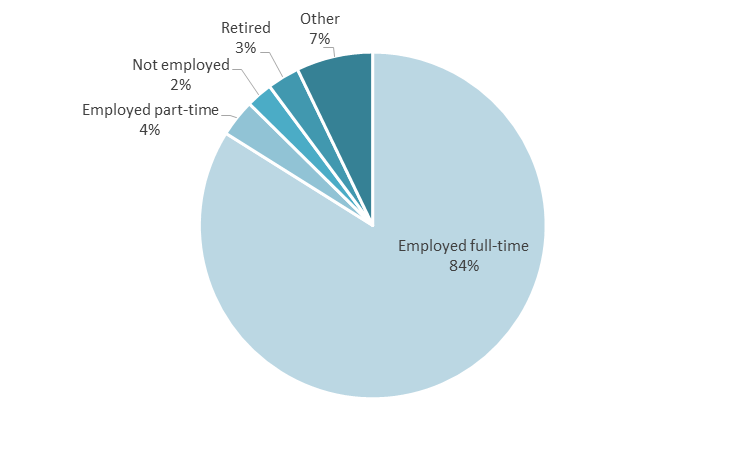 Other
7%
Retired
3%
Not employed
2%
Employed part-time
4%
Employed full-time
84%